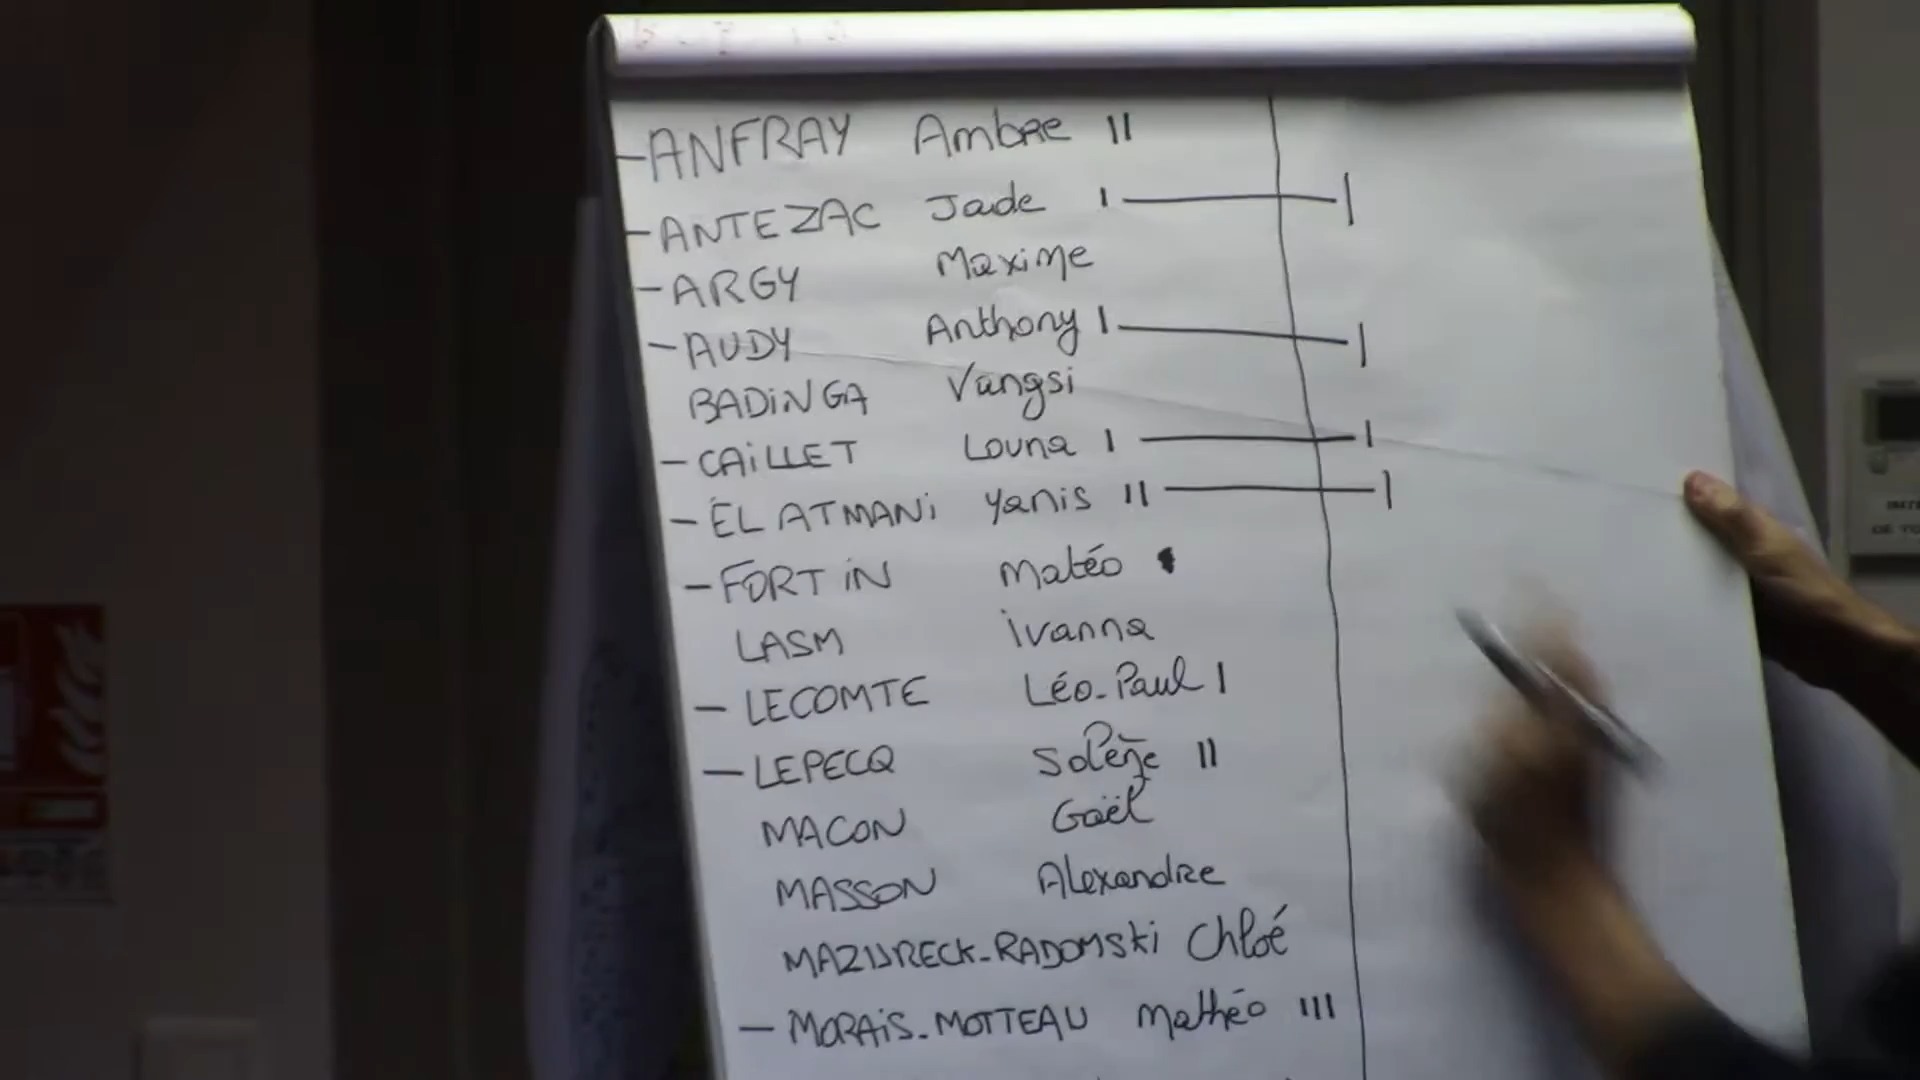 - ANFRAY Ambre II
- ANTEZAC Jade I — I
- ARGY Maxime
- AUDY Anthony I — I
BADiNGA Vangsi
- CAiLLET Louna I — I
- EL ATMANi Yanis II — I
- FORTiN Matéo
LASM ivanna
- LECOMTE Léo-Paul I
- LEPECQ Solène II
MACON Gaël
MASSON Alexandre
MAZURECK-RADOMSki Chloé
- MORAiS-MOTTEAU Mathéo III